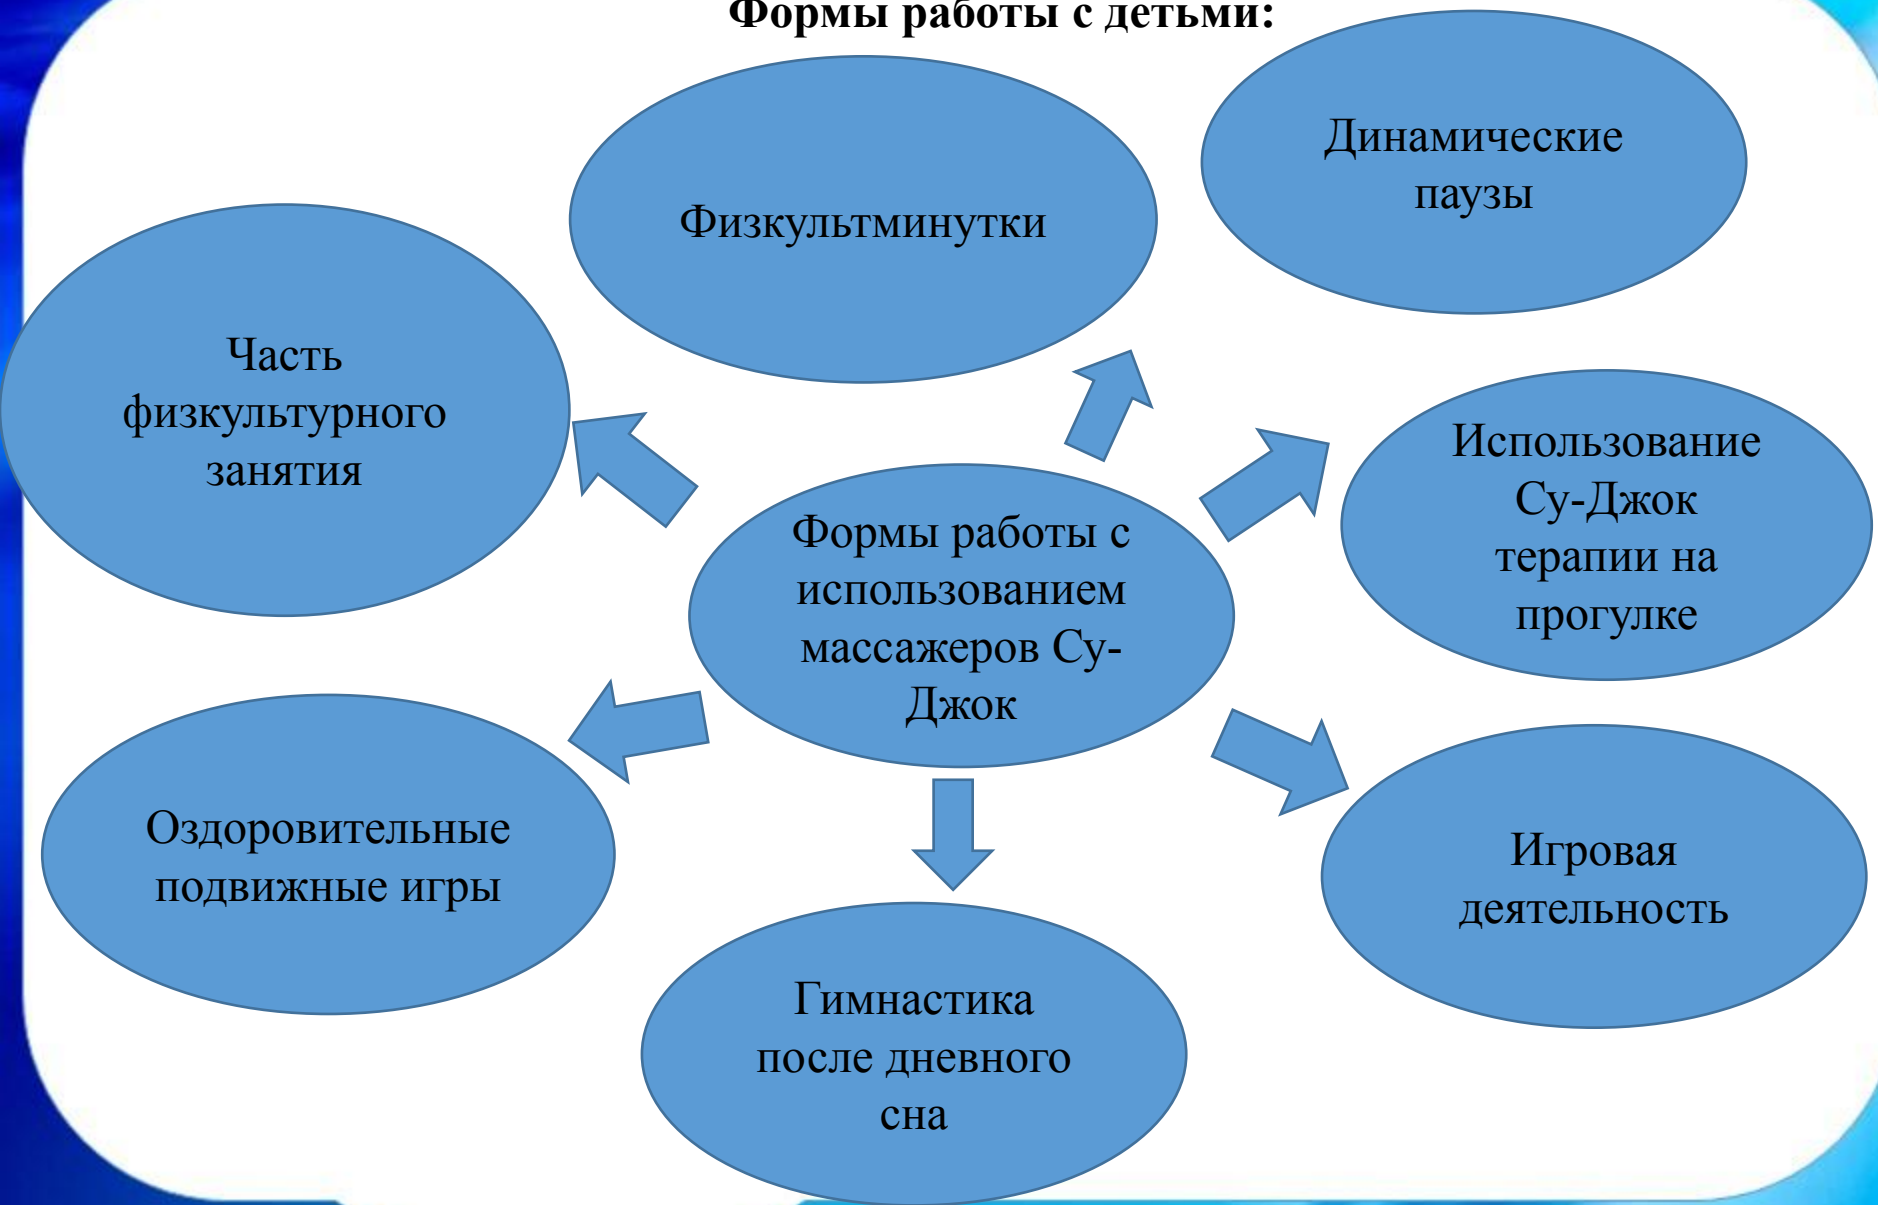 Формы работы с детьми:
Динамические
паузы
Физкультминутки
Часть
физкультурного
занятия
Использование
Су-Джок
терапии на
прогулке
Формы работы с
использованием
массажеров Су-
Джок
Оздоровительные
подвижные игры
Игровая
деятельность
Гимнастика
после дневного
сна